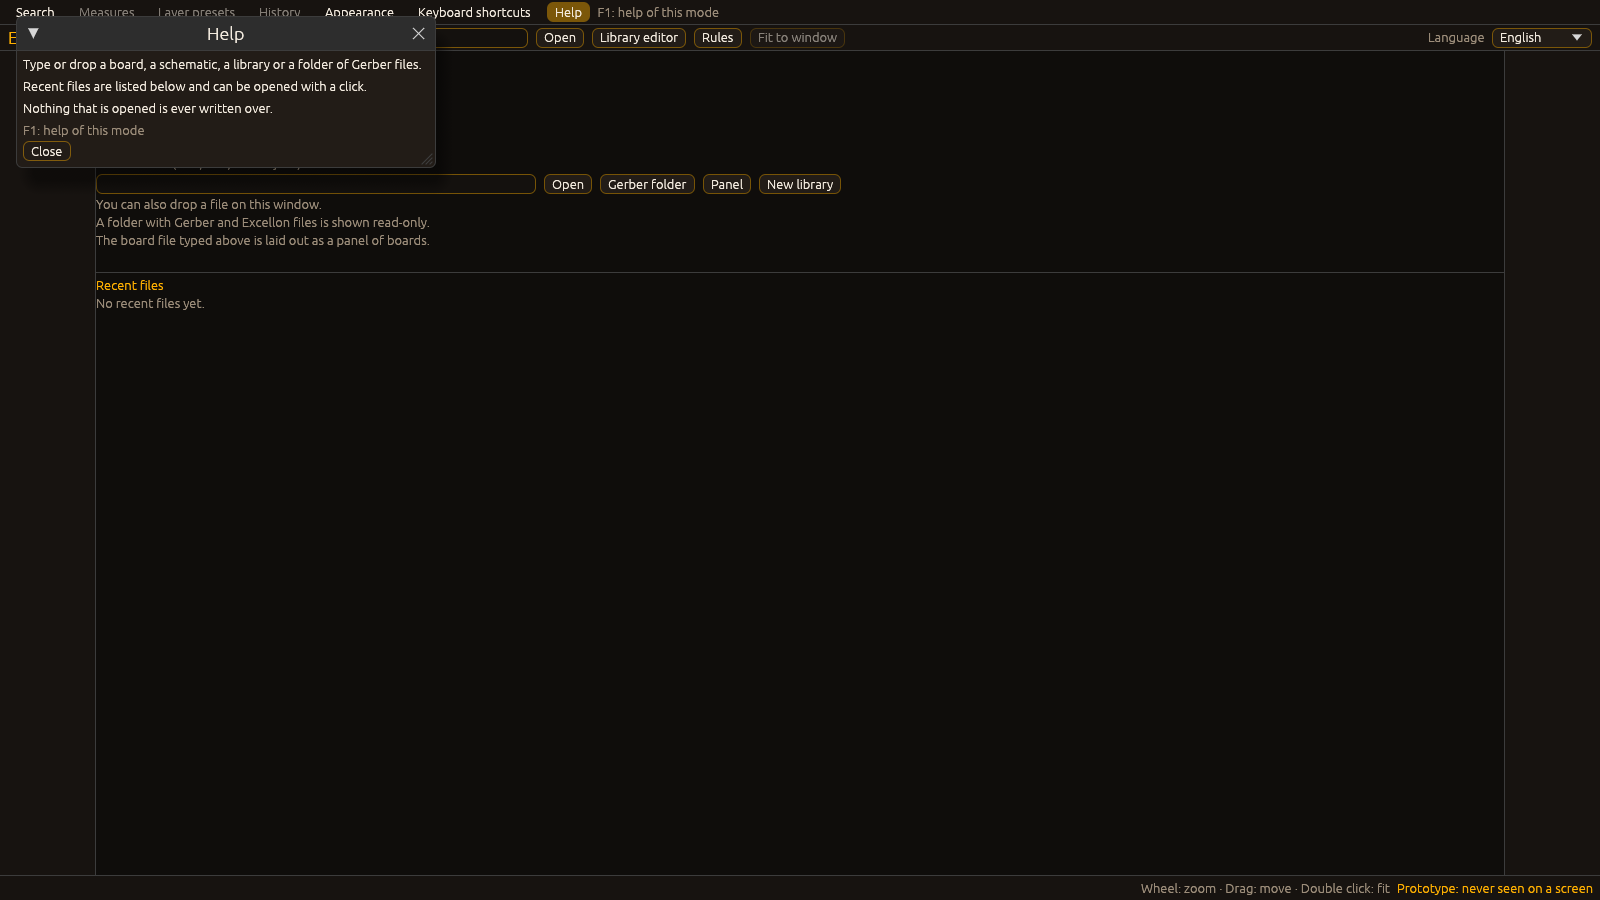 Search Measures Layer presets History Appearance Keyboard shortcuts Help F1: help of this mode
Help
Open Library editor Rules Fit to window Language English
Type or drop a board, a schematic, a library or a folder of Gerber files.
Recent files are listed below and can be opened with a click.
Nothing that is opened is ever written over.
F1: help of this mode
Close
Open Gerber folder Panel New library
You can also drop a file on this window.
A folder with Gerber and Excellon files is shown read-only.
The board file typed above is laid out as a panel of boards.
Recent files
No recent files yet.
Wheel: zoom · Drag: move · Double click: fit Prototype: never seen on a screen